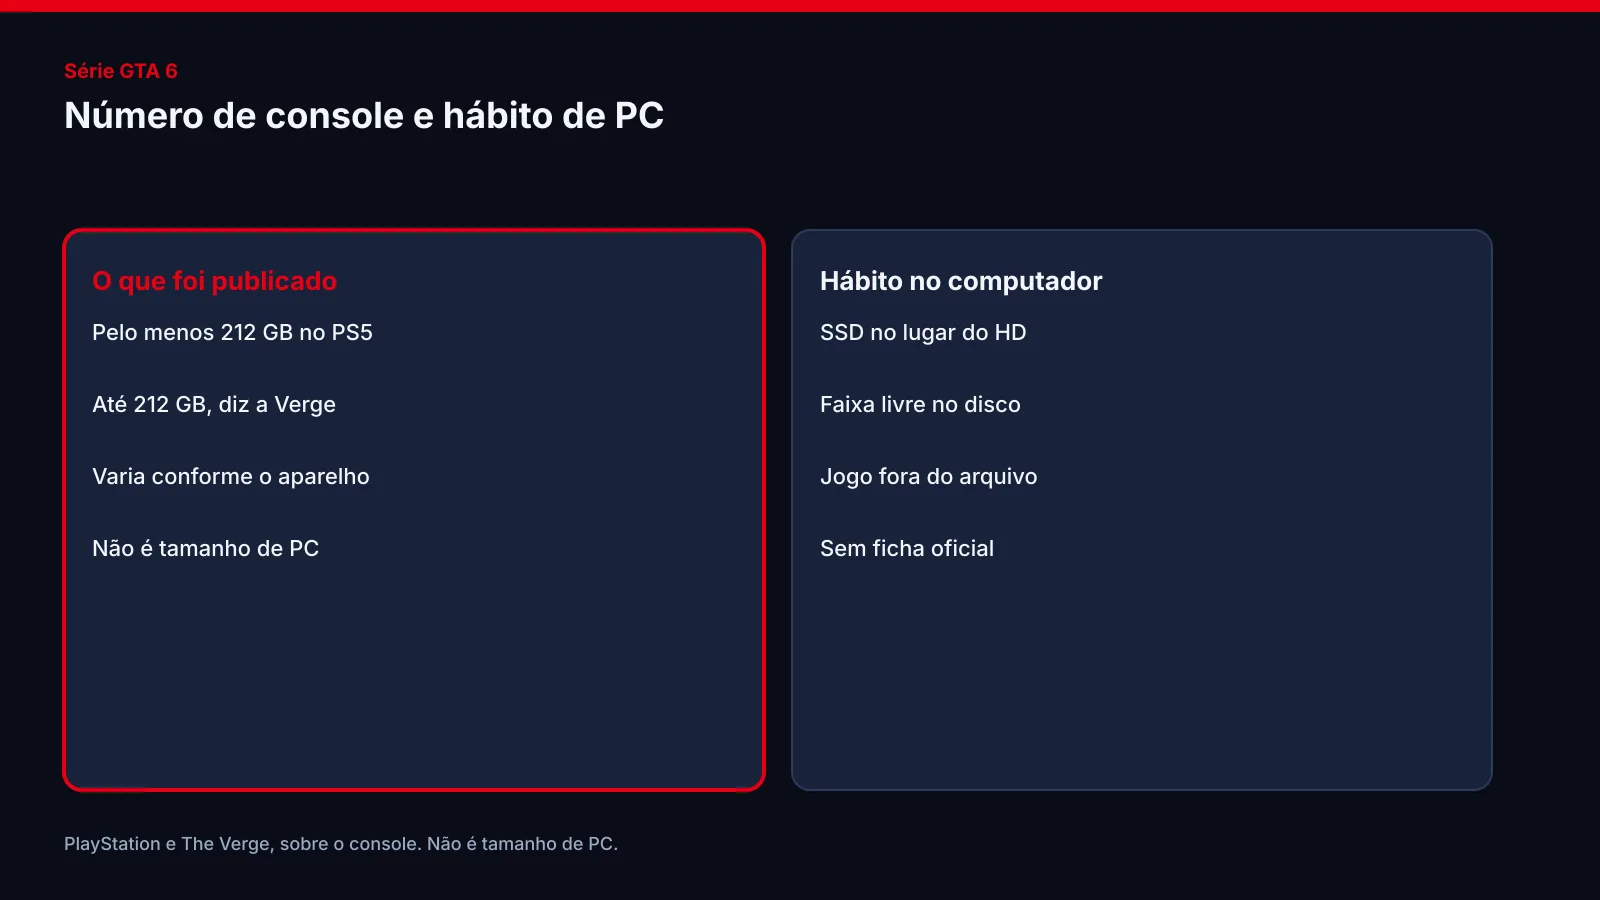 Série GTA 6
Número de console e hábito de PC
O que foi publicado
Pelo menos 212 GB no PS5
Até 212 GB, diz a Verge
Varia conforme o aparelho
Não é tamanho de PC
Hábito no computador
SSD no lugar do HD
Faixa livre no disco
Jogo fora do arquivo
Sem ficha oficial
PlayStation e The Verge, sobre o console. Não é tamanho de PC.